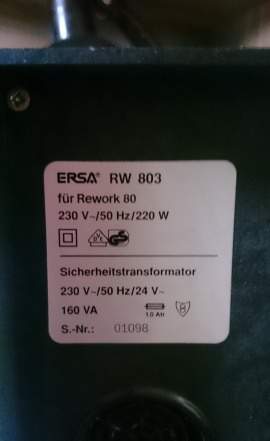 ERSA® RW 803
für Rework 80
230 V~/50 Hz/220 W
Sicherheitstransformator
230 V~/50 Hz/24 V~
160 VA
S.-Nr.: 01098